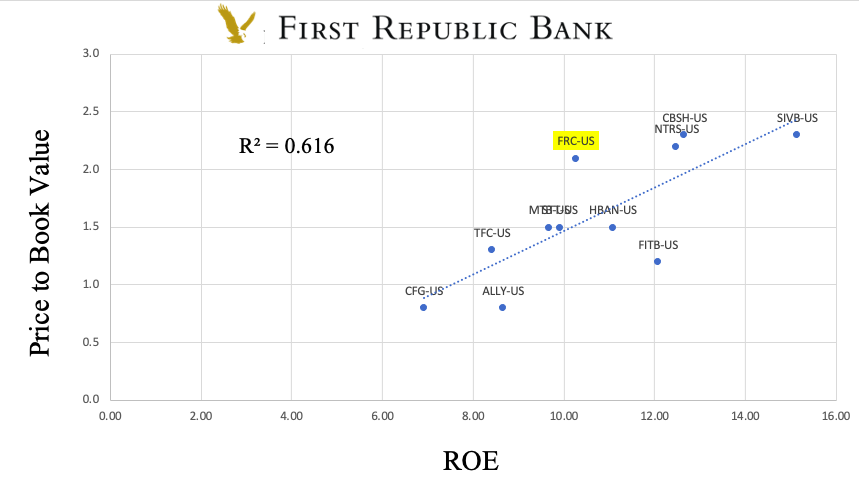 FIRST REPUBLIC BANK
3.0
2.5
2.0
1.5
1.0
0.5
0.0
Price to Book Value
R² = 0.616
FRC-US
CBSH-US
NTRS-US
SIVB-US
HBAN-US
TFC-US
FITB-US
CFG-US
ALLY-US
0.00 2.00 4.00 6.00 8.00 10.00 12.00 14.00 16.00
ROE